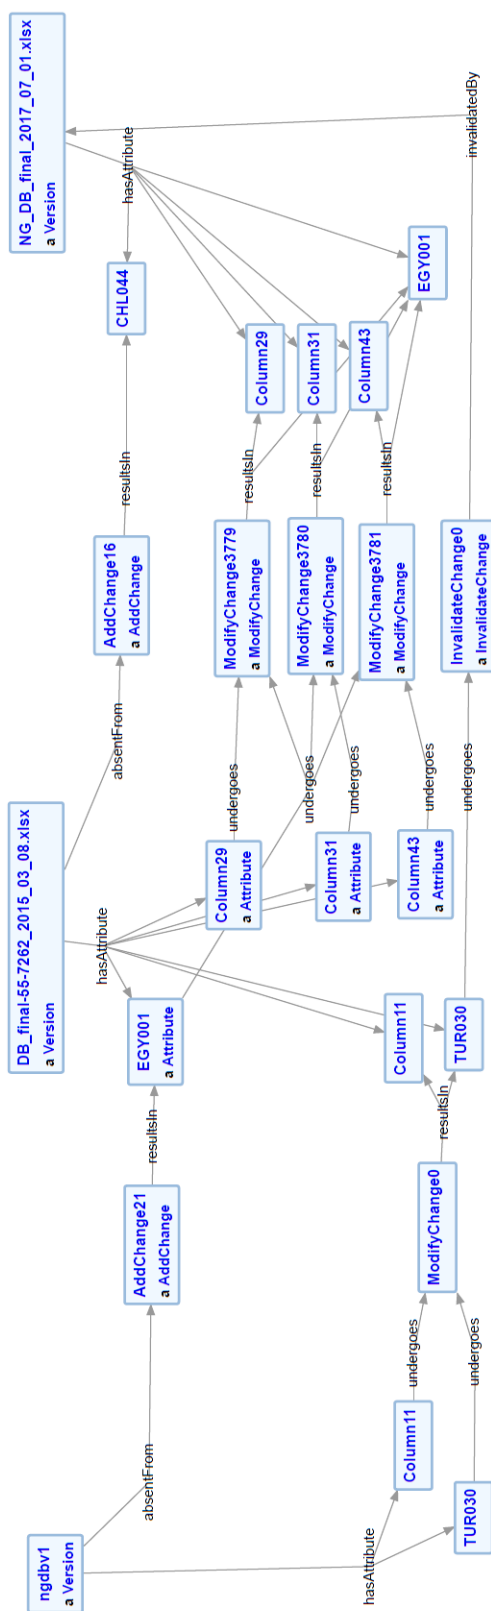 ngdbv1
a Version
absentFrom
hasAttribute
Column11
TUR030
undergoes
undergoes
AddChange21
a AddChange
ModifyChange0
resultsIn
resultsIn
DB_final-55-7262_2015_03_08.xlsx
a Version
hasAttribute
EGY001
a Attribute
Column11
TUR030
absentFrom
Column29
a Attribute
Column31
a Attribute
Column43
a Attribute
undergoes
undergoes
undergoes
undergoes
undergoes
AddChange16
a AddChange
ModifyChange3779
a ModifyChange
ModifyChange3780
a ModifyChange
ModifyChange3781
a ModifyChange
InvalidateChange0
a InvalidateChange
resultsIn
resultsIn
resultsIn
resultsIn
CHL044
Column29
Column31
Column43
EGY001
hasAttribute
invalidatedBy
NG_DB_final_2017_07_01.xlsx
a Version